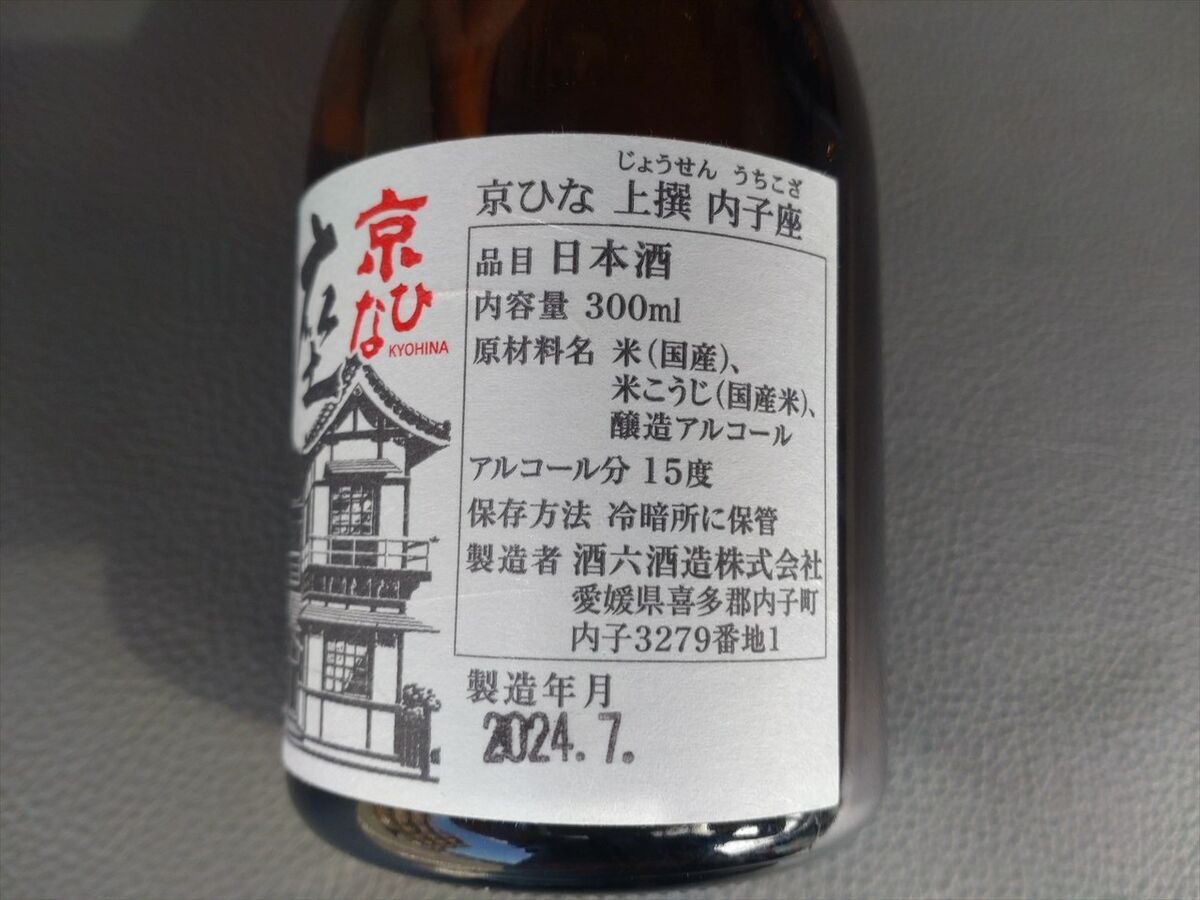 京ひな
KYOHINA
じょうせん うちこざ
京ひな 上撰 内子座
品目 日本酒
内容量 300ml
原材料名 米(国産)、
米こうじ(国産米)、
醸造アルコール
アルコール分 15度
保存方法 冷暗所に保管
製造者 酒六酒造株式会社
愛媛県喜多郡内子町
内子3279番地1
製造年月
2024.7.